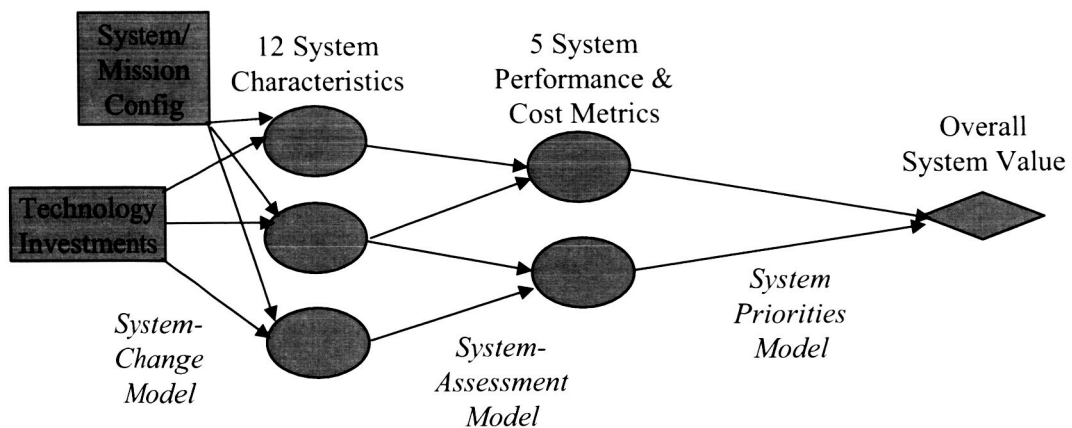 System/
Mission
Config
12 System
Characteristics
5 System
Performance &
Cost Metrics
Overall
System Value
Technology
Investments
System-
Change
Model
System-
Assessment
Model
System
Priorities
Model